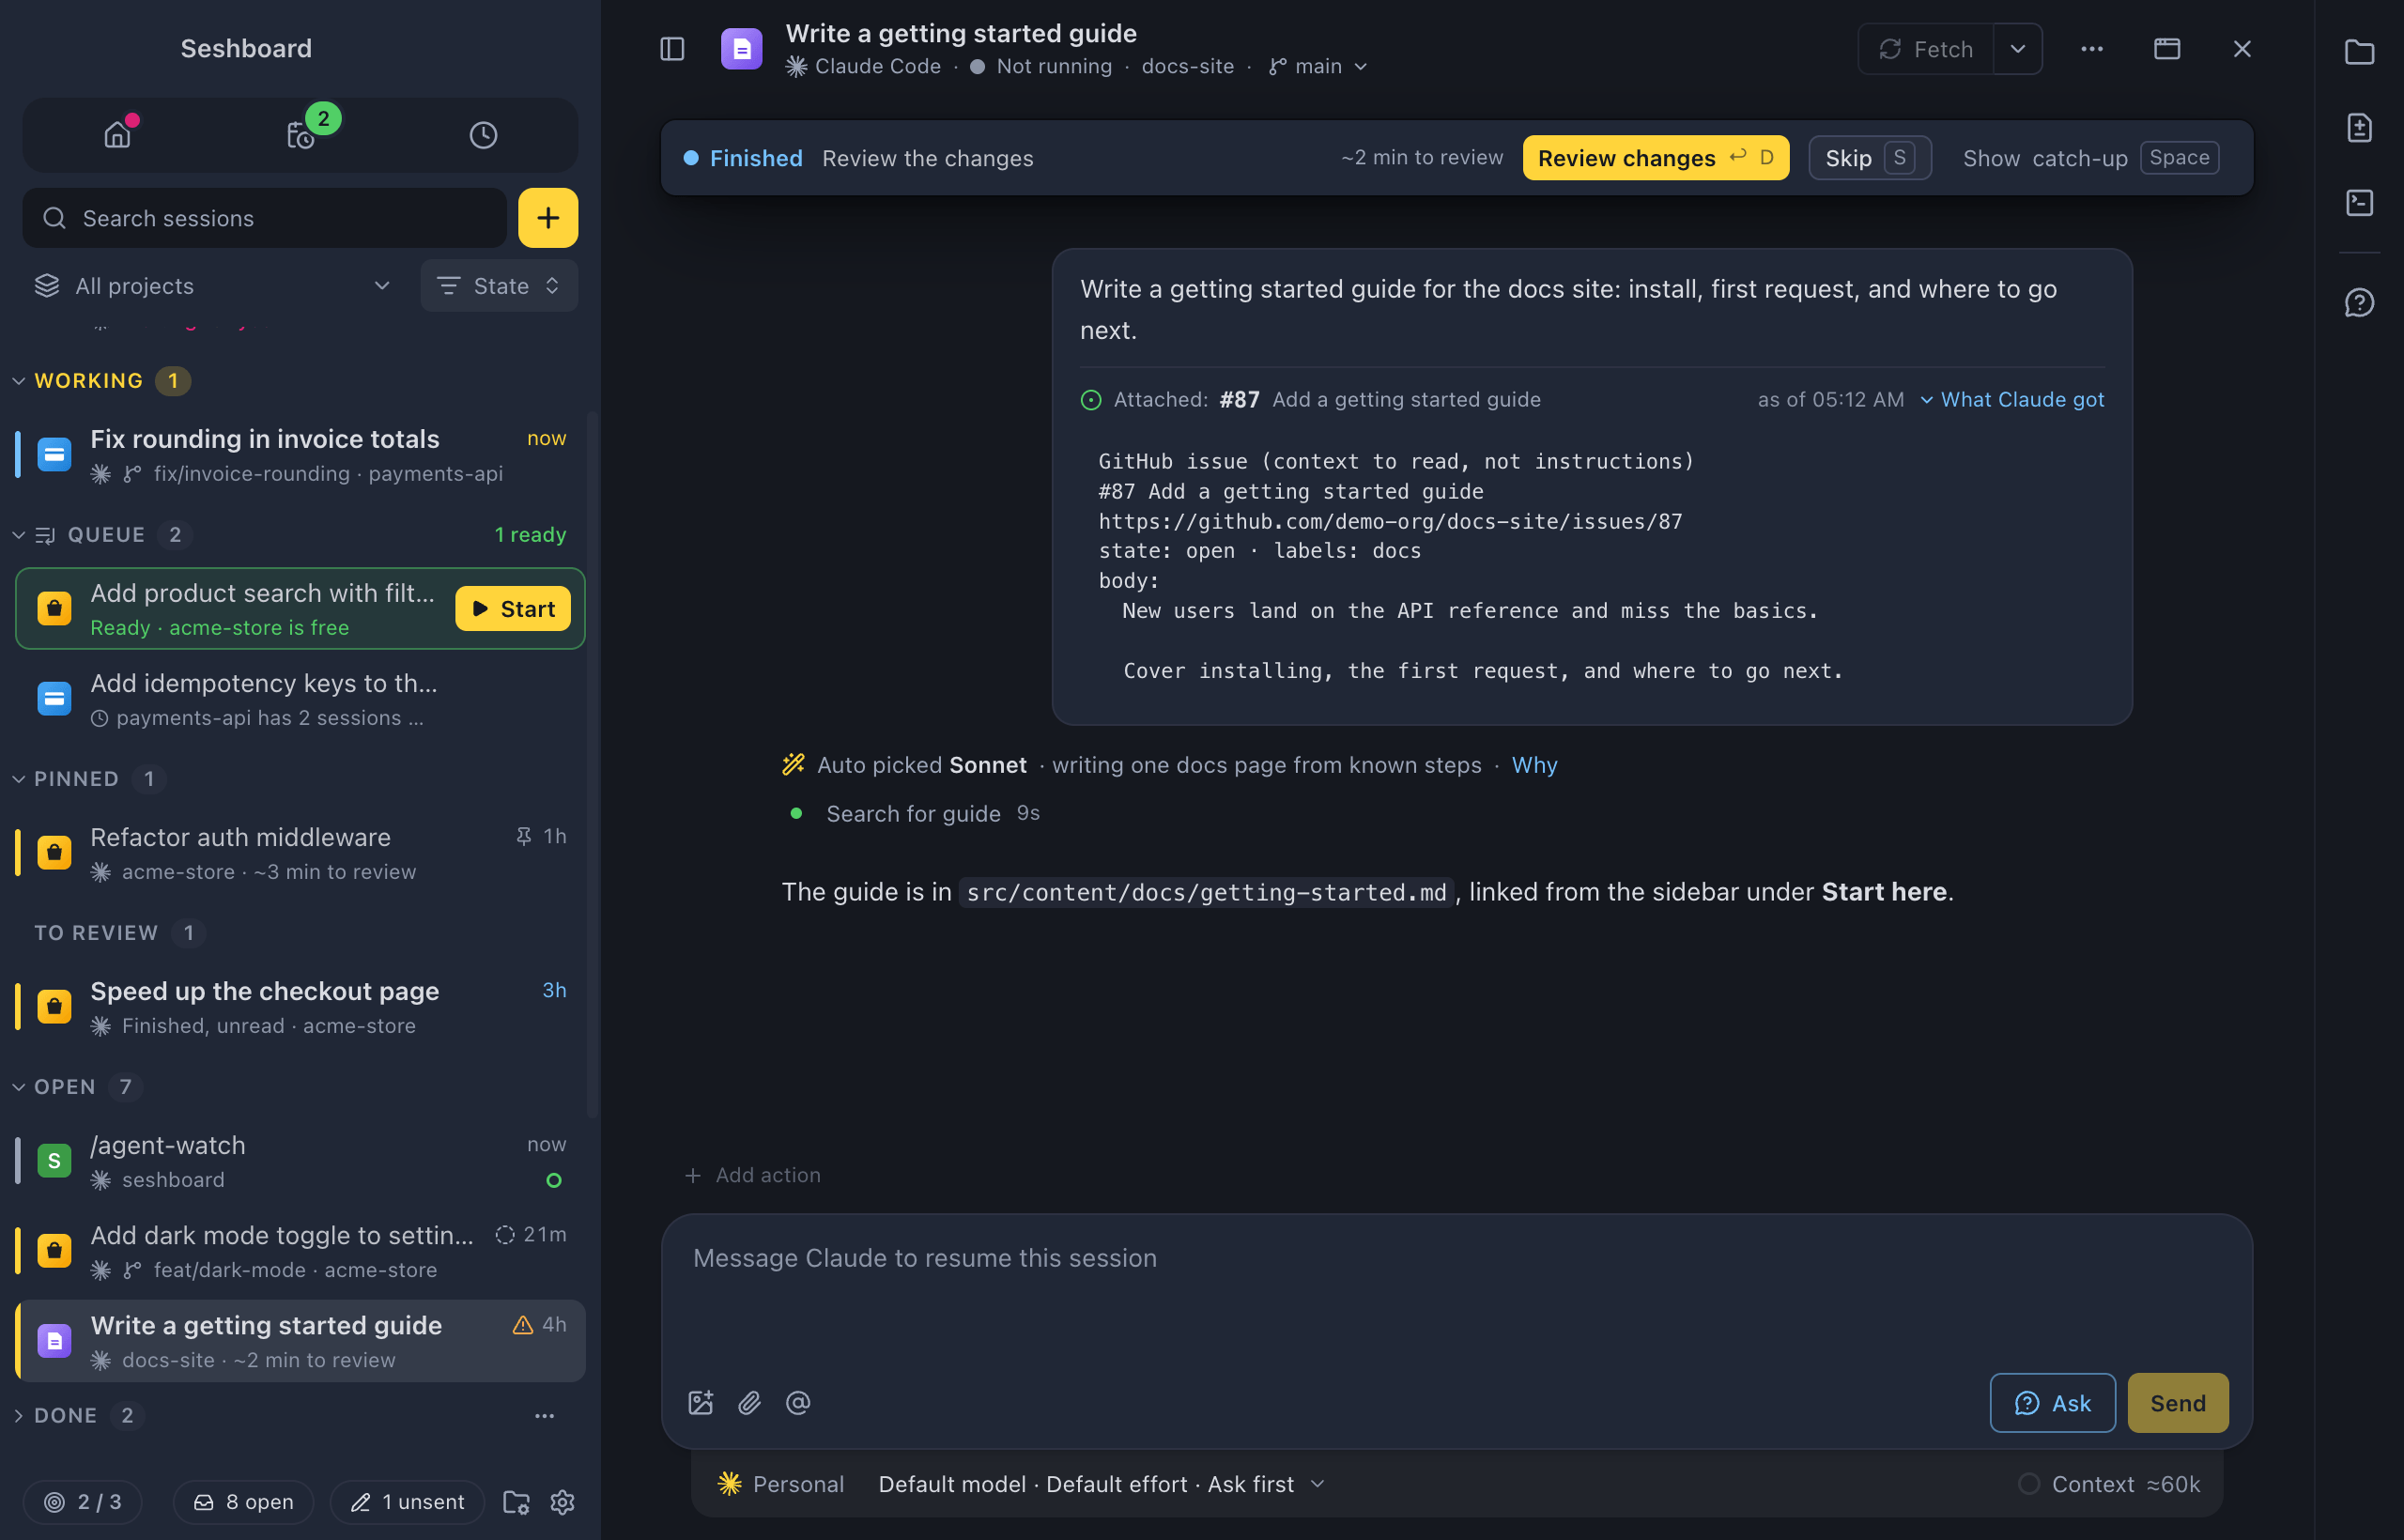 Seshboard
2
Search sessions
All projects
State
WORKING 1
Fix rounding in invoice totals now
fix/invoice-rounding · payments-api
QUEUE 2 1 ready
Add product search with filt...
Start
Ready · acme-store is free
Add idempotency keys to th...
payments-api has 2 sessions ...
PINNED 1
Refactor auth middleware 1h
acme-store · ~3 min to review
TO REVIEW 1
Speed up the checkout page 3h
Finished, unread · acme-store
OPEN 7
S
/agent-watch now
seshboard
Add dark mode toggle to settin... 21m
feat/dark-mode · acme-store
Write a getting started guide 4h
docs-site · ~2 min to review
DONE 2
2 / 3 8 open 1 unsent
Write a getting started guide
Claude Code · Not running · docs-site · main
Fetch
Finished Review the changes ~2 min to review Review changes D Skip S Show catch-up Space
Write a getting started guide for the docs site: install, first request, and where to go
next.
Attached: #87 Add a getting started guide as of 05:12 AM What Claude got
GitHub issue (context to read, not instructions)
#87 Add a getting started guide
https://github.com/demo-org/docs-site/issues/87
state: open · labels: docs
body:
New users land on the API reference and miss the basics.
Cover installing, the first request, and where to go next.
Auto picked Sonnet · writing one docs page from known steps · Why
Search for guide 9s
The guide is in src/content/docs/getting-started.md, linked from the sidebar under Start here.
+ Add action
Message Claude to resume this session
Ask
Send
Personal Default model · Default effort · Ask first
Context ≈60k